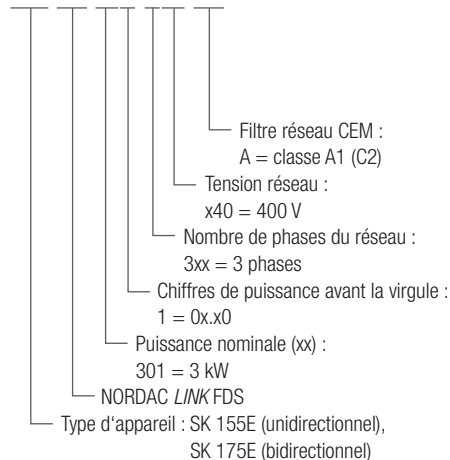 Filtre réseau CEM :
A = classe A1 (C2)
Tension réseau :
x40 = 400 V
Nombre de phases du réseau :
3xx = 3 phases
Chiffres de puissance avant la virgule :
1 = 0x.x0
Puissance nominale (xx) :
301 = 3 kW
NORDAC LINK FDS
Type d'appareil : SK 155E (unidirectionnel),
SK 175E (bidirectionnel)